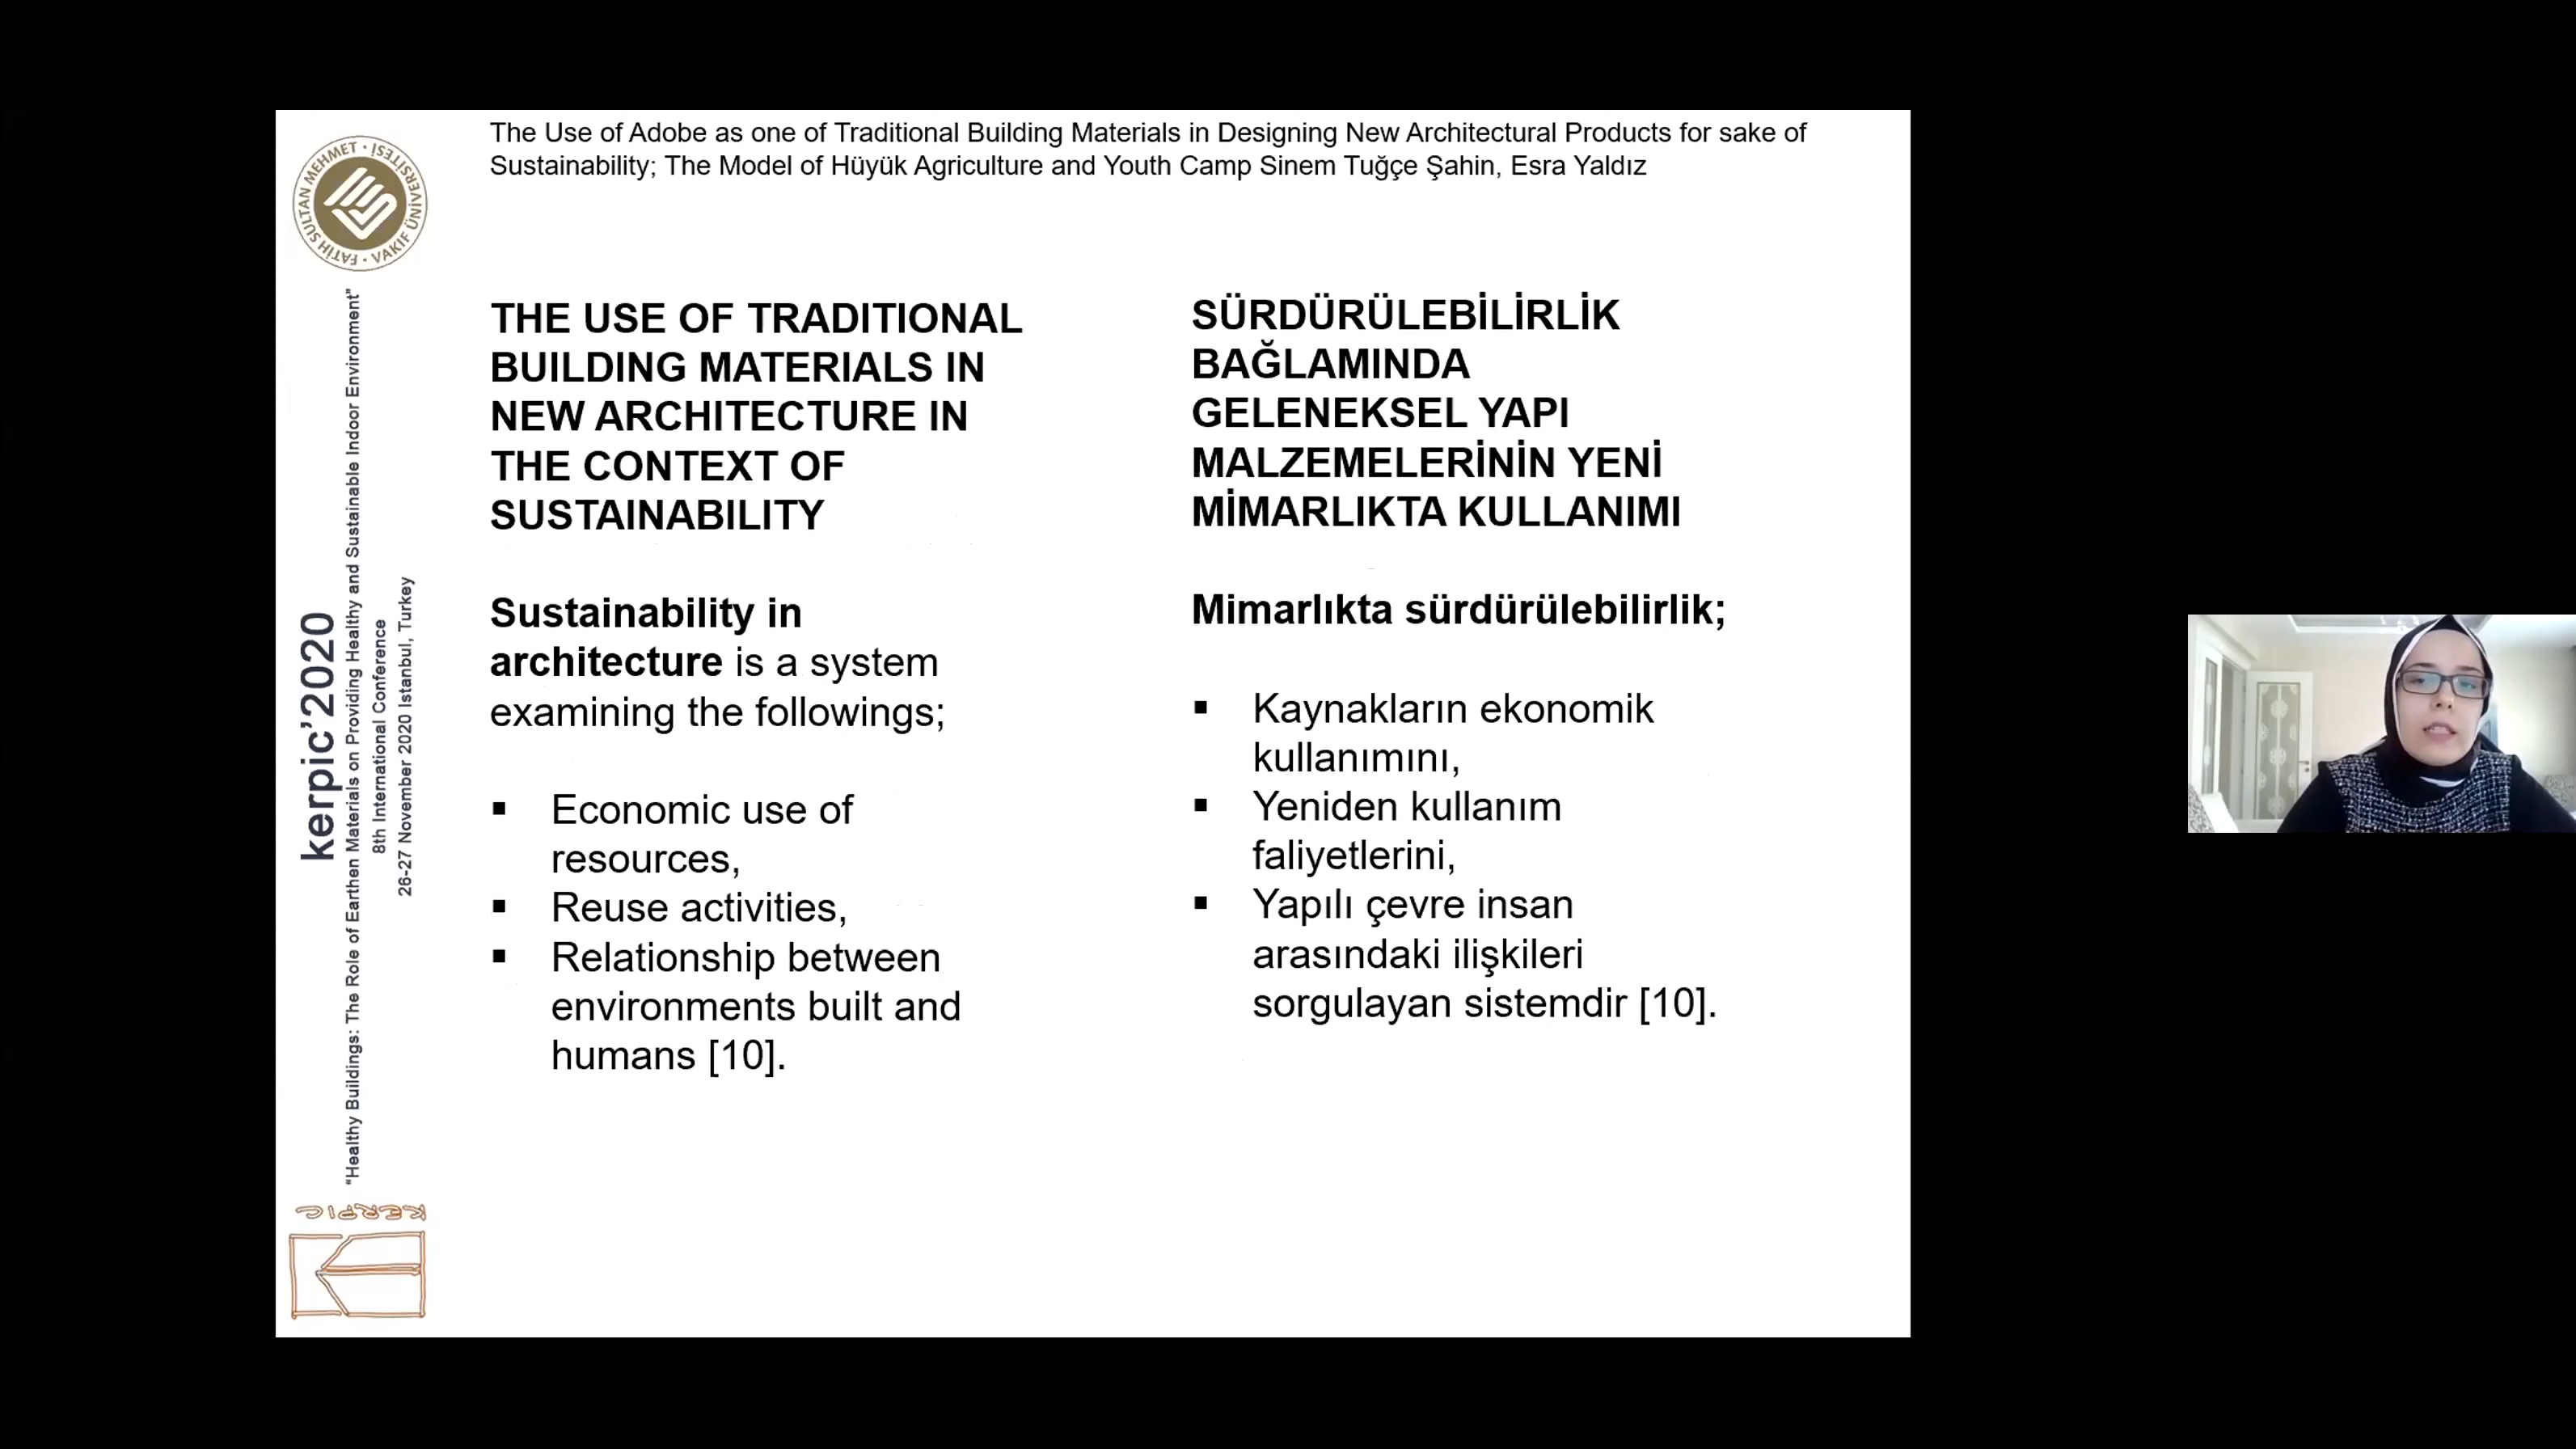 The Use of Adobe as one of Traditional Building Materials in Designing New Architectural Products for sake of
Sustainability; The Model of Hüyük Agriculture and Youth Camp Sinem Tuğçe Şahin, Esra Yaldız
FATİH SULTAN MEHMET · VAKIF ÜNİVERSİTESİ ·
kerpic'2020
"Healthy Buildings: The Role of Earthen Materials on Providing Healthy and Sustainable Indoor Environment"
8th International Conference
26-27 November 2020 Istanbul, Turkey
KERPIC
THE USE OF TRADITIONAL
BUILDING MATERIALS IN
NEW ARCHITECTURE IN
THE CONTEXT OF
SUSTAINABILITY
Sustainability in
architecture is a system
examining the followings;
▪ Economic use of
resources,
▪ Reuse activities,
▪ Relationship between
environments built and
humans [10].
SÜRDÜRÜLEBİLİRLİK
BAĞLAMINDA
GELENEKSEL YAPI
MALZEMELERİNİN YENİ
MİMARLIKTA KULLANIMI
Mimarlıkta sürdürülebilirlik;
▪ Kaynakların ekonomik
kullanımını,
▪ Yeniden kullanım
faliyetlerini,
▪ Yapılı çevre insan
arasındaki ilişkileri
sorgulayan sistemdir [10].